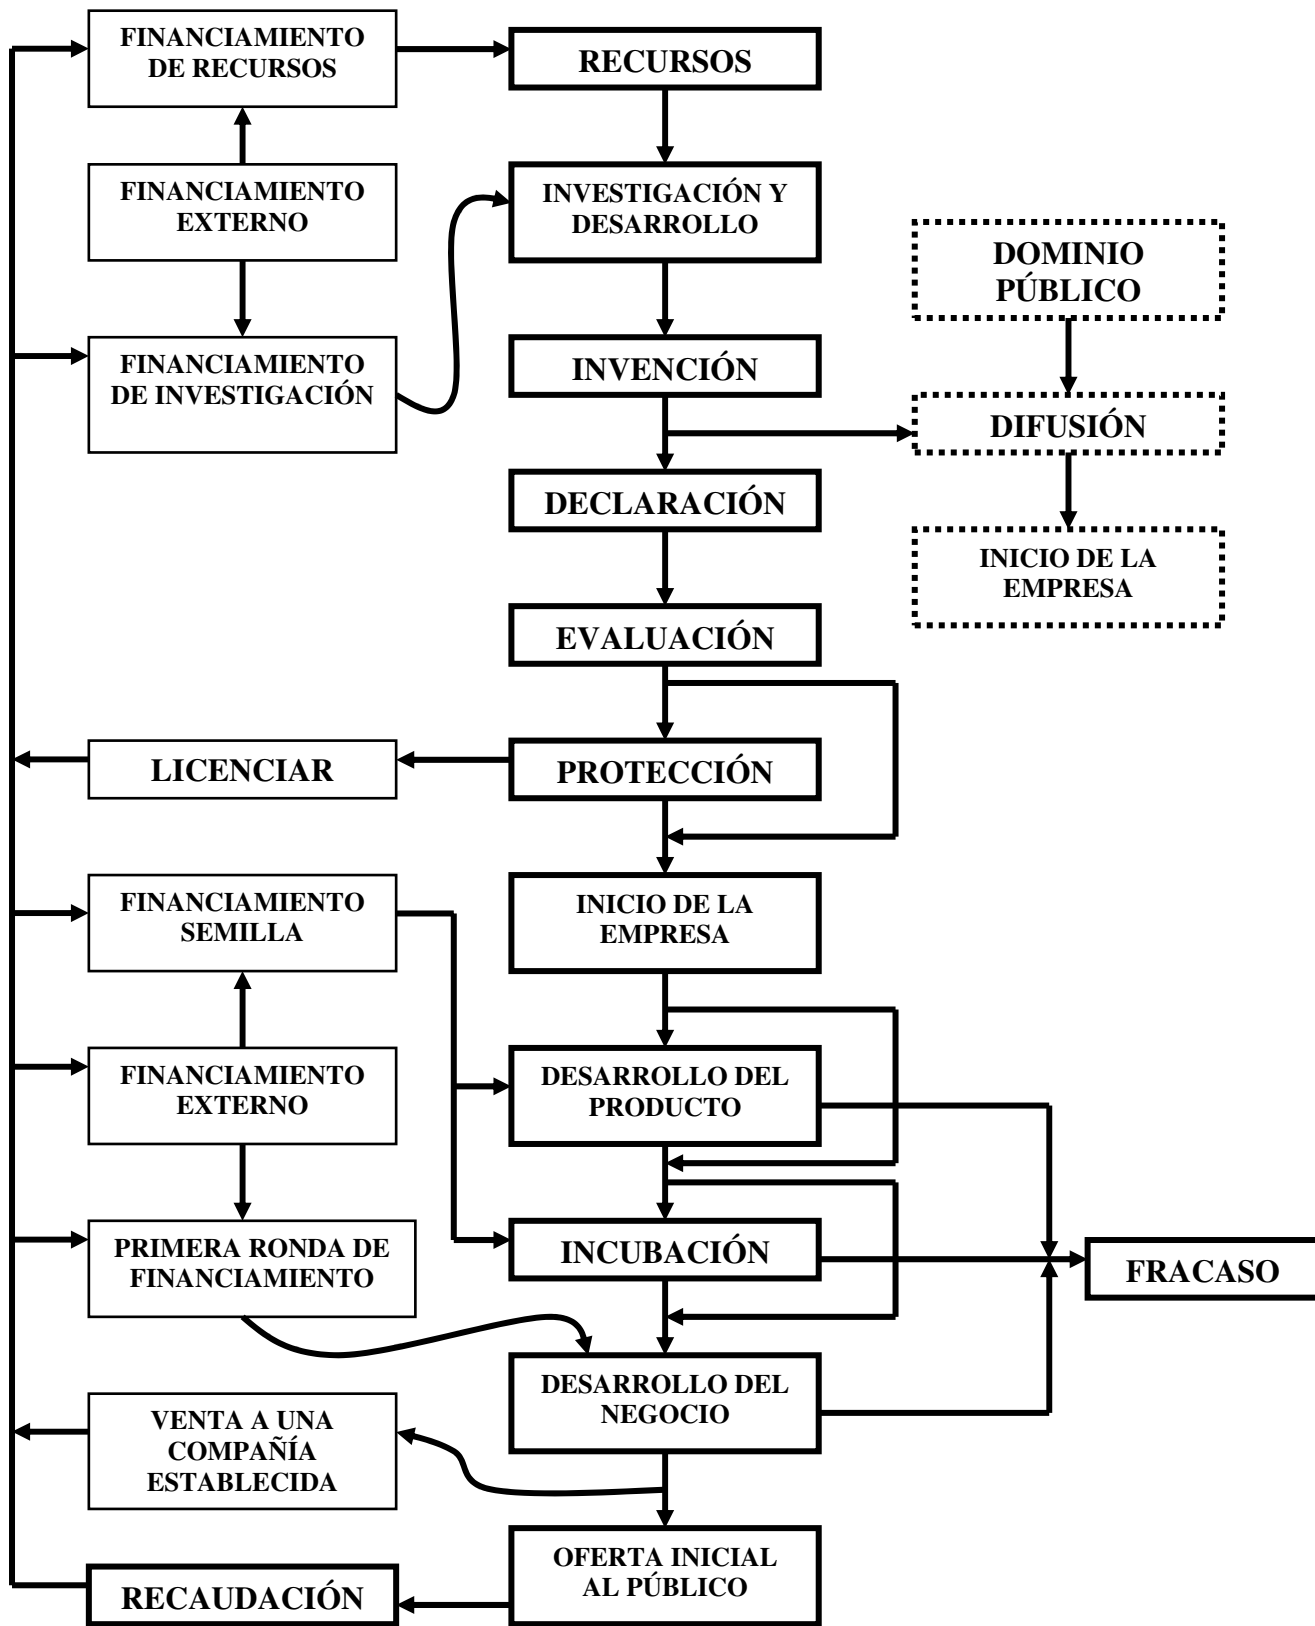 FINANCIAMIENTO
DE RECURSOS
RECURSOS
FINANCIAMIENTO
EXTERNO
INVESTIGACIÓN Y
DESARROLLO
DOMINIO
PÚBLICO
FINANCIAMIENTO
DE INVESTIGACIÓN
INVENCIÓN
DIFUSIÓN
DECLARACIÓN
INICIO DE LA
EMPRESA
EVALUACIÓN
LICENCIAR
PROTECCIÓN
FINANCIAMIENTO
SEMILLA
INICIO DE LA
EMPRESA
FINANCIAMIENTO
EXTERNO
DESARROLLO DEL
PRODUCTO
PRIMERA RONDA DE
FINANCIAMIENTO
INCUBACIÓN
FRACASO
DESARROLLO DEL
NEGOCIO
VENTA A UNA
COMPAÑÍA
ESTABLECIDA
OFERTA INICIAL
AL PÚBLICO
RECAUDACIÓN